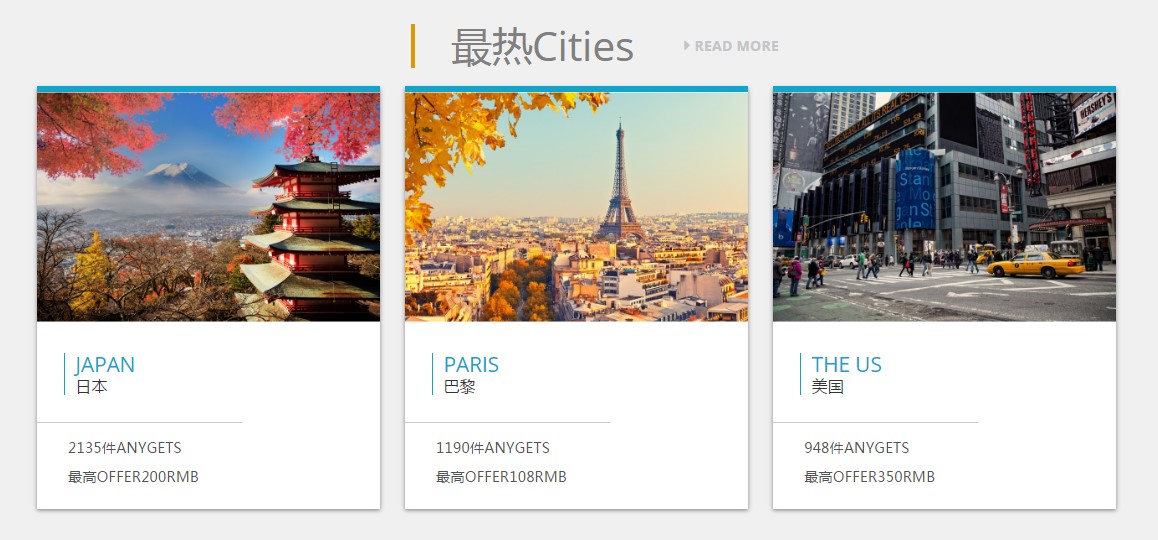 最热Cities
READ MORE
HERSHEY'S
JAPAN
日本
2135件ANYGETS
最高OFFER200RMB
PARIS
巴黎
1190件ANYGETS
最高OFFER108RMB
THE US
美国
948件ANYGETS
最高OFFER350RMB